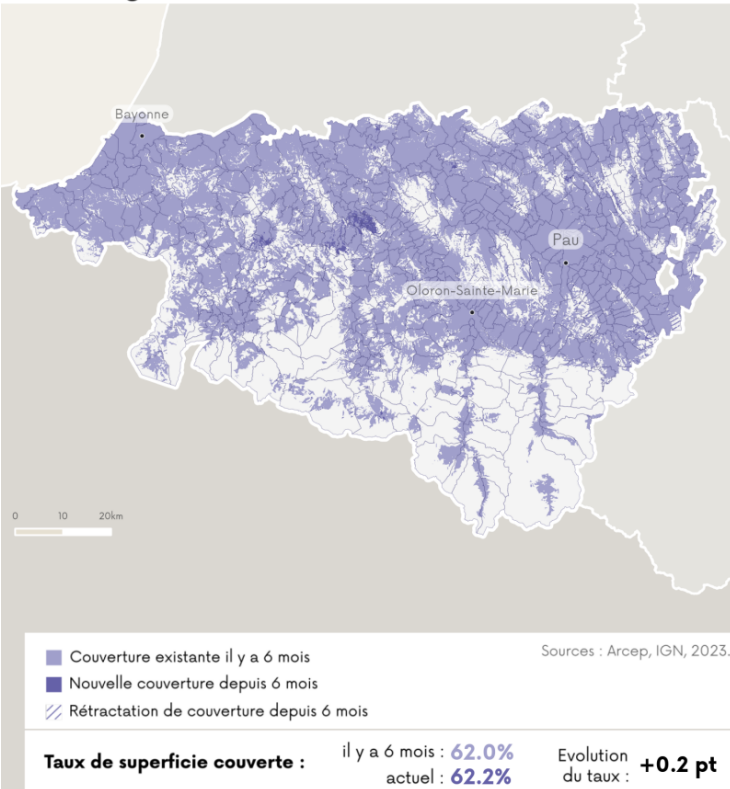 Bayonne
Pau
Oloron-Sainte-Marie
0 10 20km
Couverture existante il y a 6 mois
Sources : Arcep, IGN, 2023.
Nouvelle couverture depuis 6 mois
Rétractation de couverture depuis 6 mois
Taux de superficie couverte :
il y a 6 mois : 62.0%
actuel : 62.2%
Evolution
du taux :
+0.2 pt